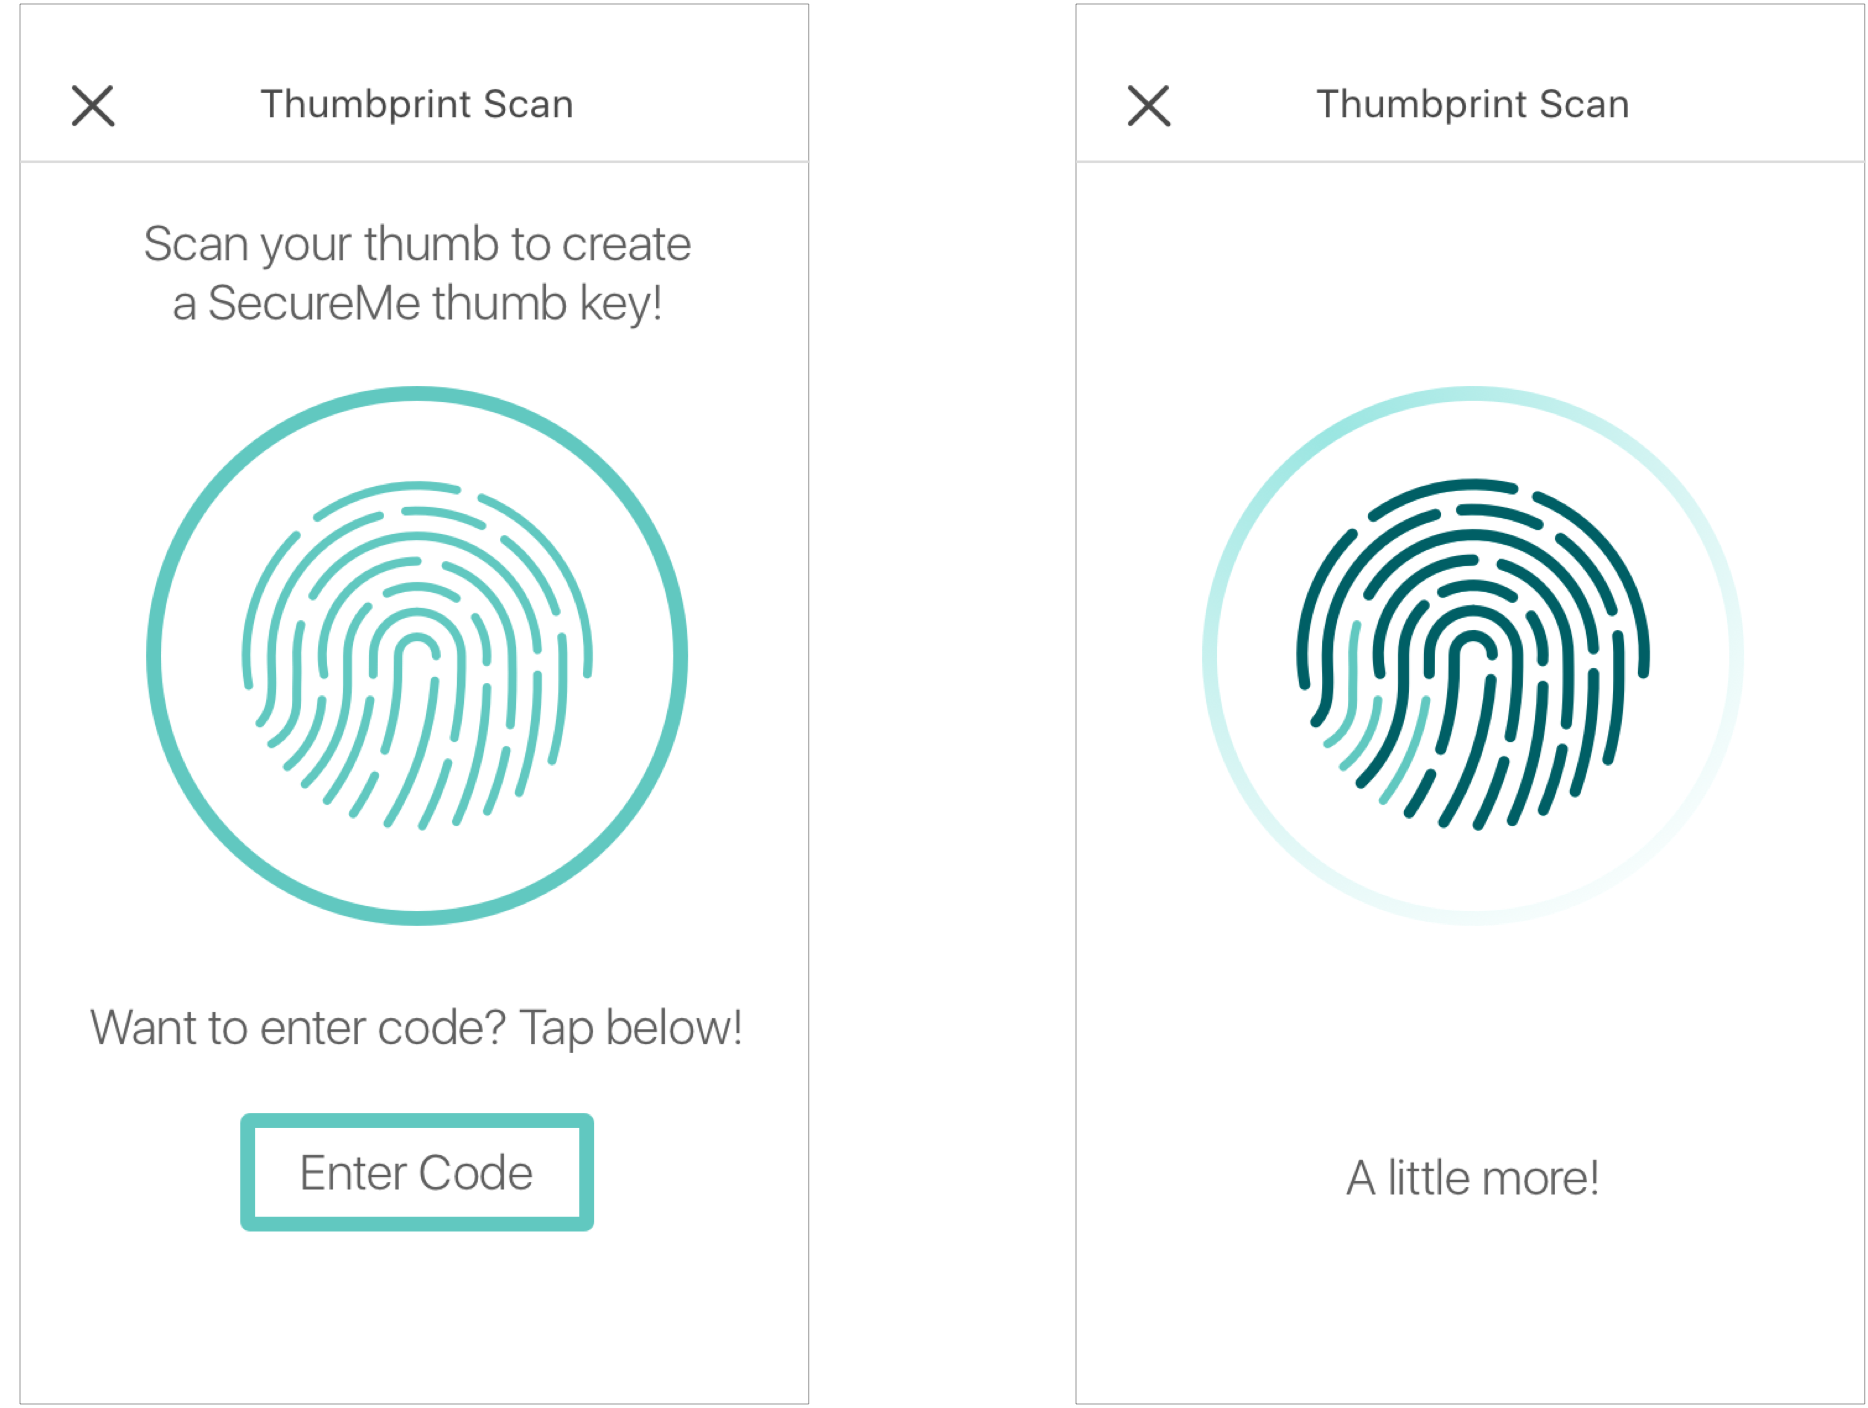 Thumbprint Scan
Scan your thumb to create
a SecureMe thumb key!
Want to enter code? Tap below!
Enter Code
Thumbprint Scan
A little more!